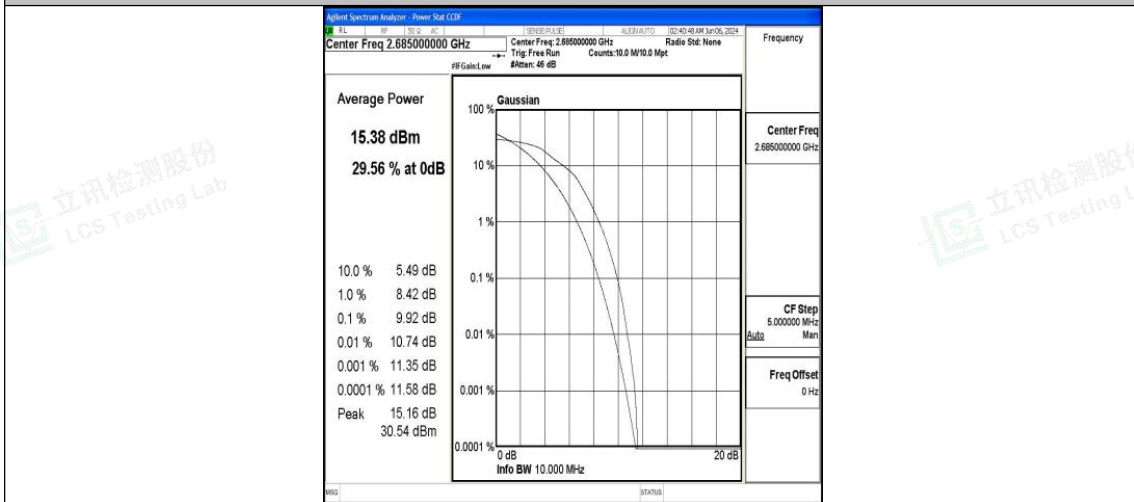 Agilent Spectrum Analyzer - Power Stat CCDF
RL RF 50 Ω AC SENSE:PULSE ALIGN AUTO 02:40:48 AM Jun 06, 2024
Center Freq 2.685000000 GHz
Center Freq: 2.685000000 GHz Radio Std: None
Trig: Free Run Counts:10.0 M/10.0 Mpt
#IFGain:Low #Atten: 46 dB
Frequency
Average Power
15.38 dBm
29.56 % at 0dB
10.0 % 5.49 dB
1.0 % 8.42 dB
0.1 % 9.92 dB
0.01 % 10.74 dB
0.001 % 11.35 dB
0.0001 % 11.58 dB
Peak 15.16 dB
30.54 dBm
Gaussian
100 %
10 %
1 %
0.1 %
0.01 %
0.001 %
0.0001 %
0 dB 20 dB
Info BW 10.000 MHz
Center Freq
2.685000000 GHz
CF Step
5.000000 MHz
Auto Man
Freq Offset
0 Hz
MSG STATUS
立讯检测股份
LCS Testing Lab
立讯检测股份
LCS Testing L